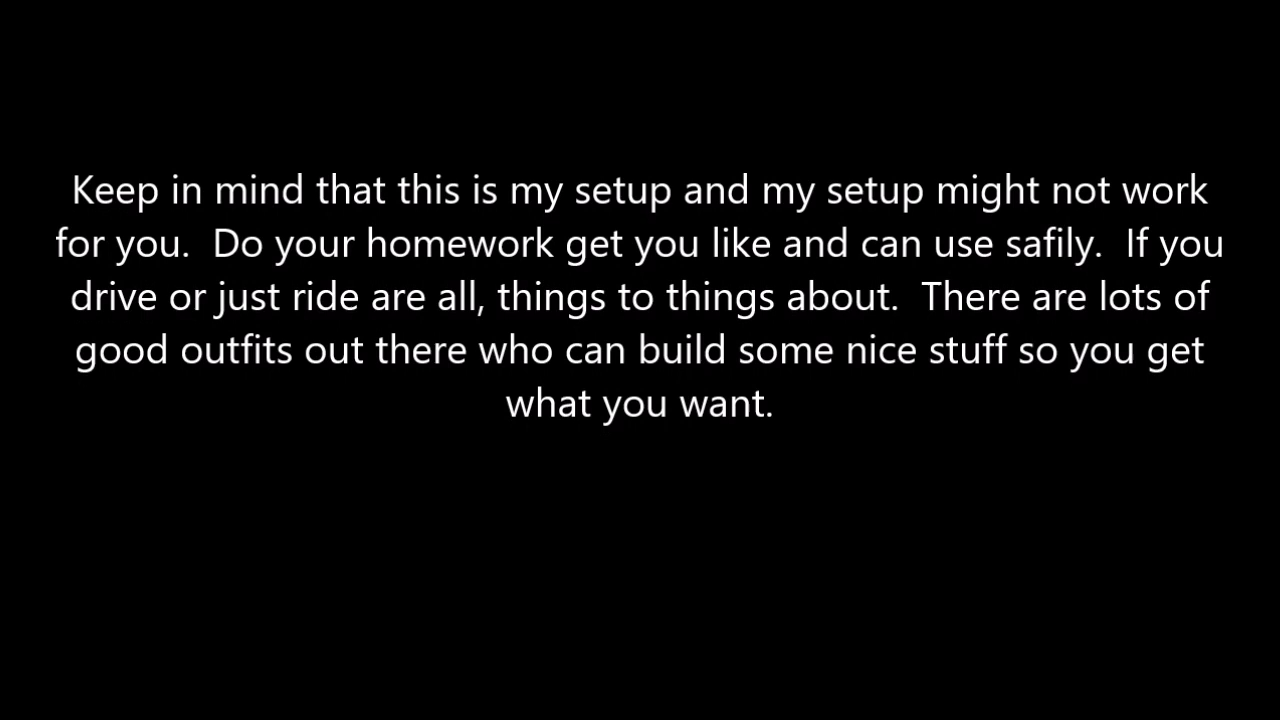 Keep in mind that this is my setup and my setup might not work
for you.  Do your homework get you like and can use safily.  If you
drive or just ride are all, things to things about.  There are lots of
good outfits out there who can build some nice stuff so you get
what you want.